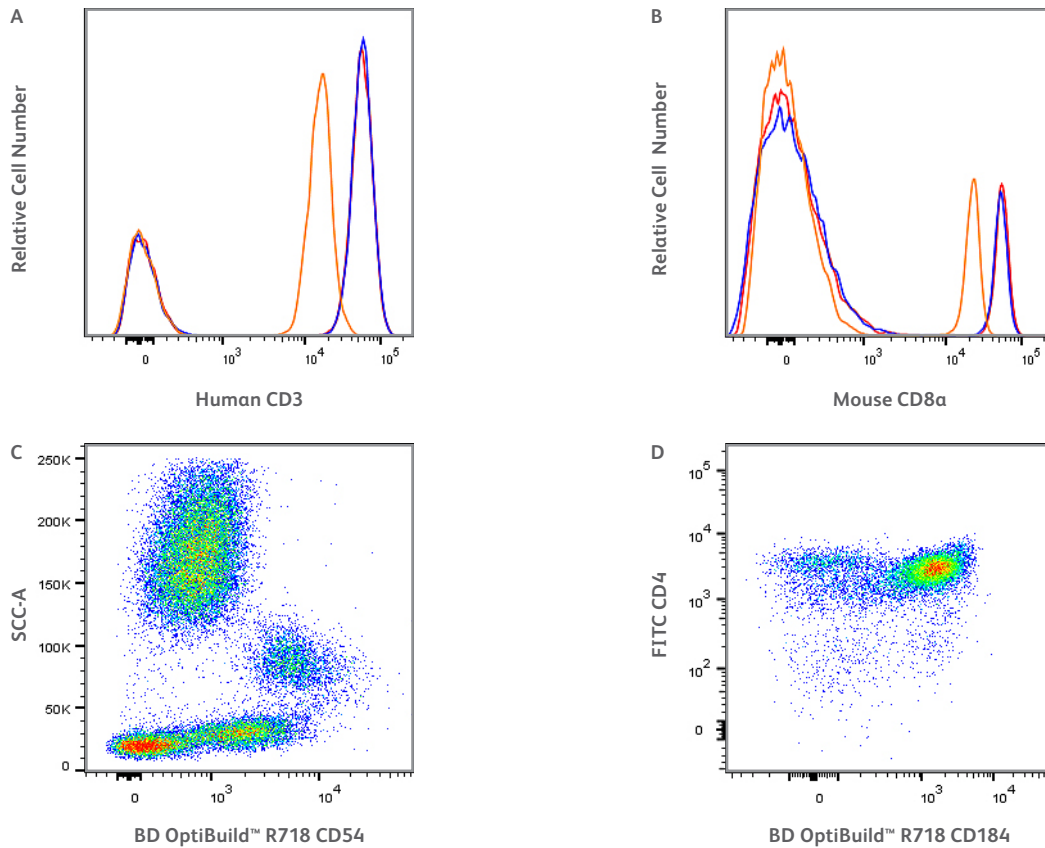 A
B
Relative Cell Number
Relative Cell Number
0 10³ 10⁴ 10⁵
0 10³ 10⁴ 10⁵
Human CD3
Mouse CD8α
C
D
250K
200K
150K
100K
50K
0
SCC-A
0 10³ 10⁴
BD OptiBuild™ R718 CD54
10⁵
10⁴
10³
10²
0
FITC CD4
0 10³ 10⁴
BD OptiBuild™ R718 CD184